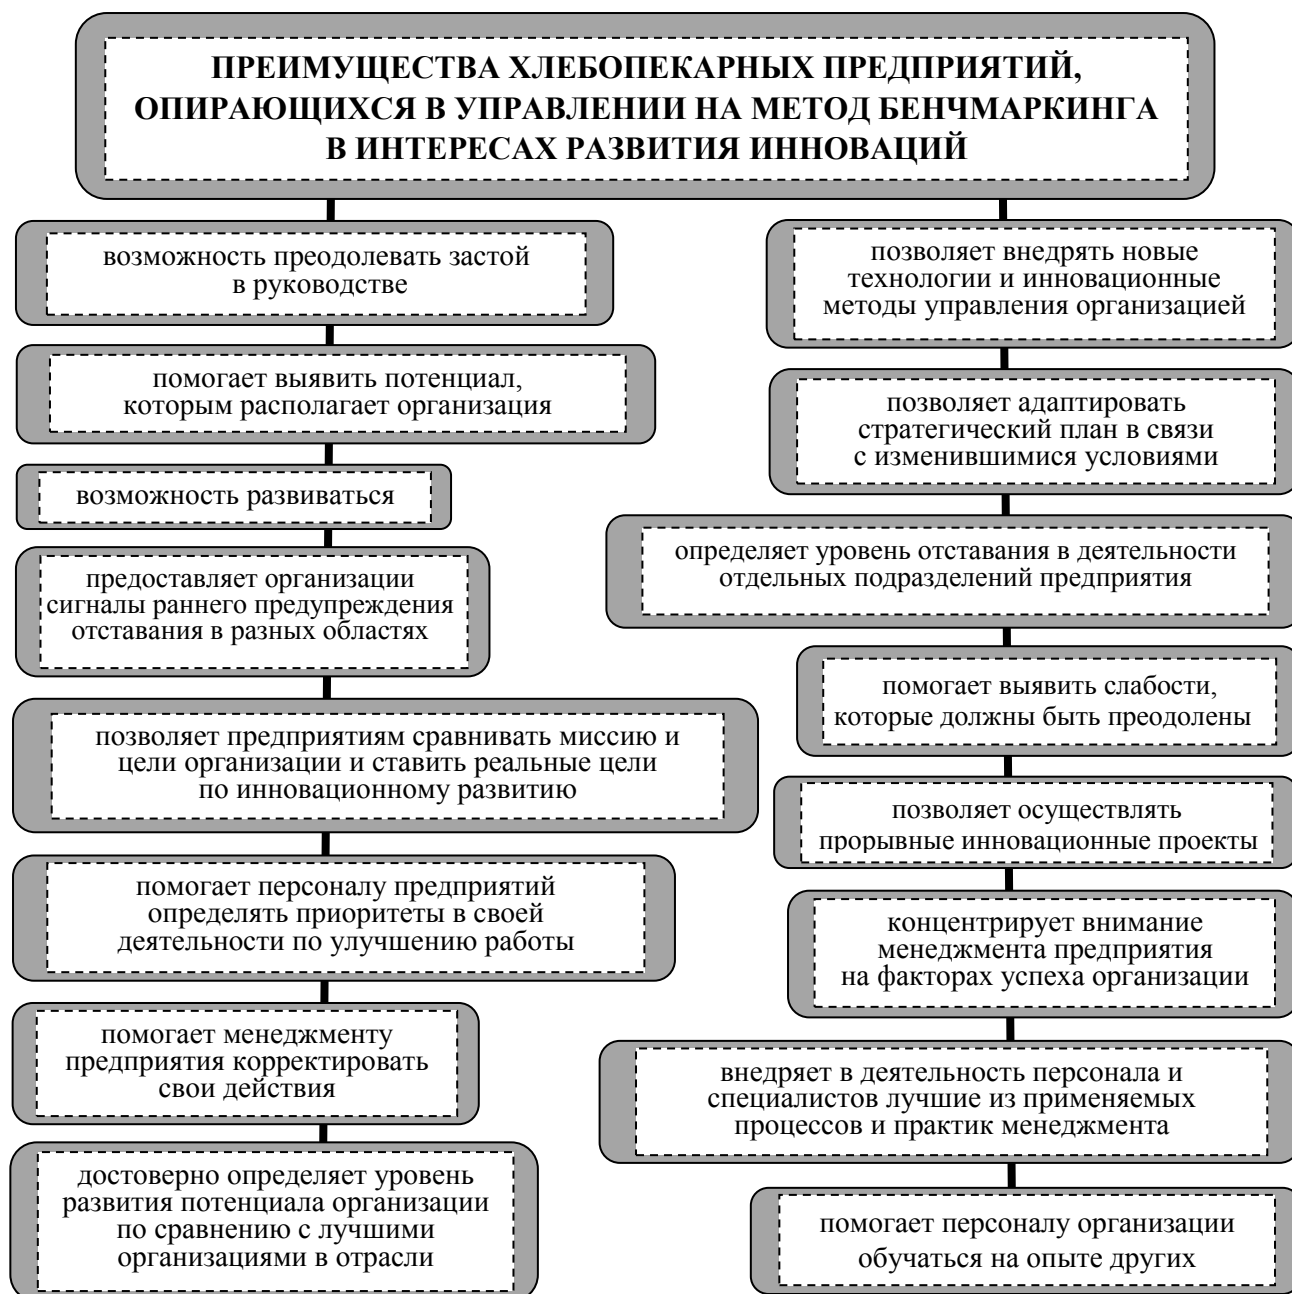 ПРЕИМУЩЕСТВА ХЛЕБОПЕКАРНЫХ ПРЕДПРИЯТИЙ,
ОПИРАЮЩИХСЯ В УПРАВЛЕНИИ НА МЕТОД БЕНЧМАРКИНГА
В ИНТЕРЕСАХ РАЗВИТИЯ ИННОВАЦИЙ
возможность преодолевать застой
в руководстве
помогает выявить потенциал,
которым располагает организация
возможность развиваться
предоставляет организации
сигналы раннего предупреждения
отставания в разных областях
позволяет предприятиям сравнивать миссию и
цели организации и ставить реальные цели
по инновационному развитию
помогает персоналу предприятий
определять приоритеты в своей
деятельности по улучшению работы
помогает менеджменту
предприятия корректировать
свои действия
достоверно определяет уровень
развития потенциала организации
по сравнению с лучшими
организациями в отрасли
позволяет внедрять новые
технологии и инновационные
методы управления организацией
позволяет адаптировать
стратегический план в связи
с изменившимися условиями
определяет уровень отставания в деятельности
отдельных подразделений предприятия
помогает выявить слабости,
которые должны быть преодолены
позволяет осуществлять
прорывные инновационные проекты
концентрирует внимание
менеджмента предприятия
на факторах успеха организации
внедряет в деятельность персонала и
специалистов лучшие из применяемых
процессов и практик менеджмента
помогает персоналу организации
обучаться на опыте других